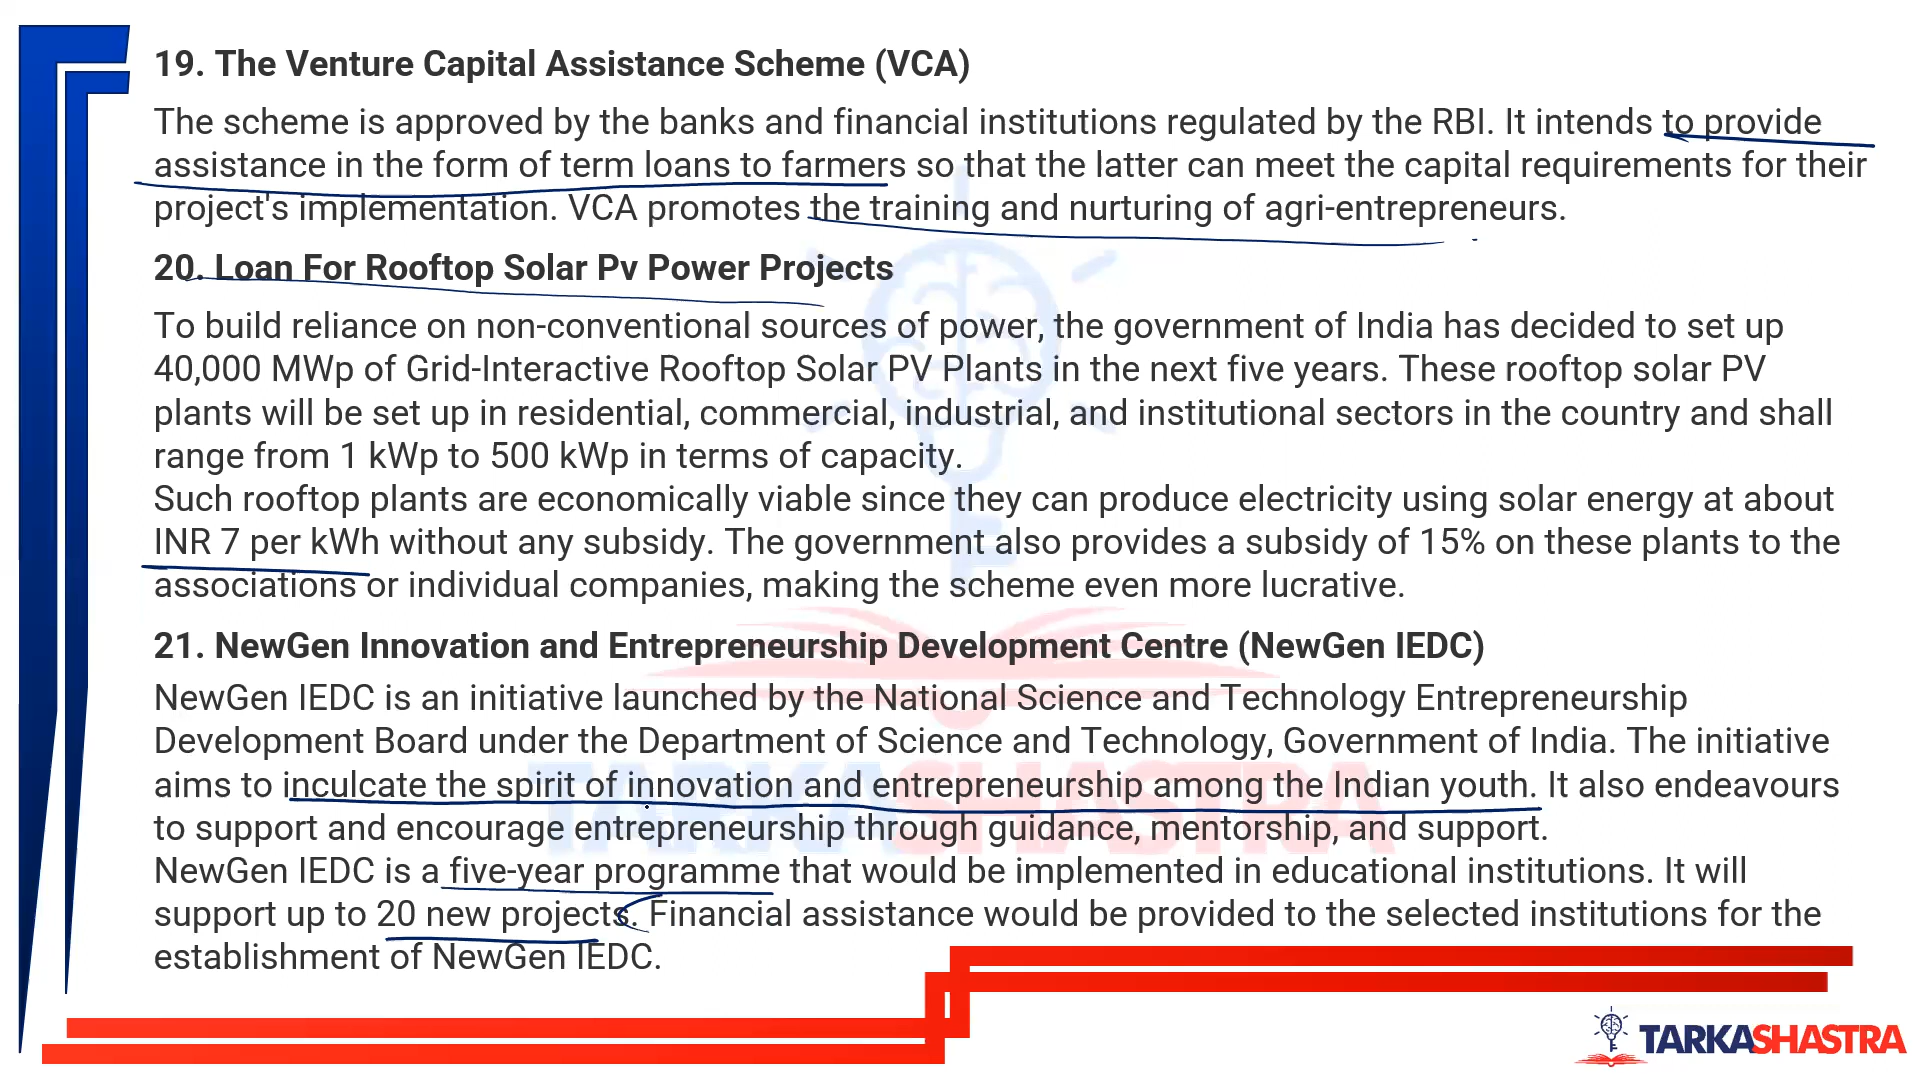 19. The Venture Capital Assistance Scheme (VCA)
The scheme is approved by the banks and financial institutions regulated by the RBI. It intends to provide
assistance in the form of term loans to farmers so that the latter can meet the capital requirements for their
project's implementation. VCA promotes the training and nurturing of agri-entrepreneurs.
20. Loan For Rooftop Solar Pv Power Projects
To build reliance on non-conventional sources of power, the government of India has decided to set up
40,000 MWp of Grid-Interactive Rooftop Solar PV Plants in the next five years. These rooftop solar PV
plants will be set up in residential, commercial, industrial, and institutional sectors in the country and shall
range from 1 kWp to 500 kWp in terms of capacity.
Such rooftop plants are economically viable since they can produce electricity using solar energy at about
INR 7 per kWh without any subsidy. The government also provides a subsidy of 15% on these plants to the
associations or individual companies, making the scheme even more lucrative.
21. NewGen Innovation and Entrepreneurship Development Centre (NewGen IEDC)
NewGen IEDC is an initiative launched by the National Science and Technology Entrepreneurship
Development Board under the Department of Science and Technology, Government of India. The initiative
aims to inculcate the spirit of innovation and entrepreneurship among the Indian youth. It also endeavours
to support and encourage entrepreneurship through guidance, mentorship, and support.
NewGen IEDC is a five-year programme that would be implemented in educational institutions. It will
support up to 20 new projects. Financial assistance would be provided to the selected institutions for the
establishment of NewGen IEDC.
TARKASHASTRA
TARKASHASTRA